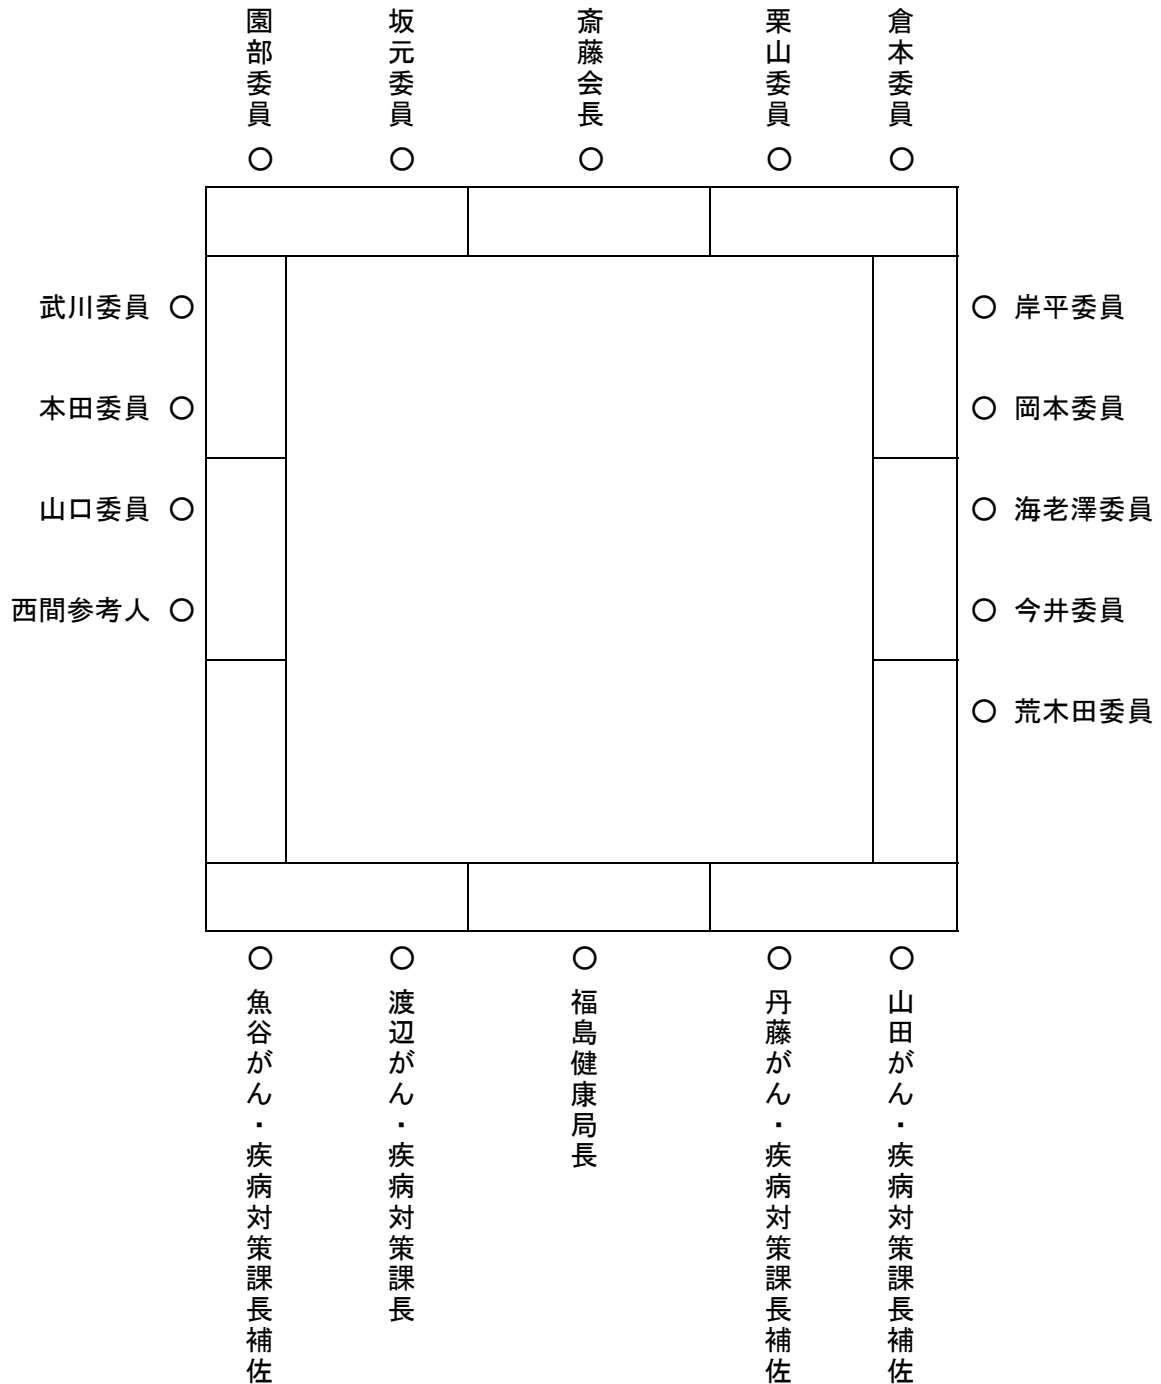 園部委員
坂元委員
斎藤会長
栗山委員
倉本委員
○ ○ ○ ○ ○
武川委員 ○
○ 岸平委員
本田委員 ○
○ 岡本委員
山口委員 ○
○ 海老澤委員
西間参考人 ○
○ 今井委員
○ 荒木田委員
○ ○ ○ ○ ○
魚谷がん・疾病対策課長補佐
渡辺がん・疾病対策課長
福島健康局長
丹藤がん・疾病対策課長補佐
山田がん・疾病対策課長補佐